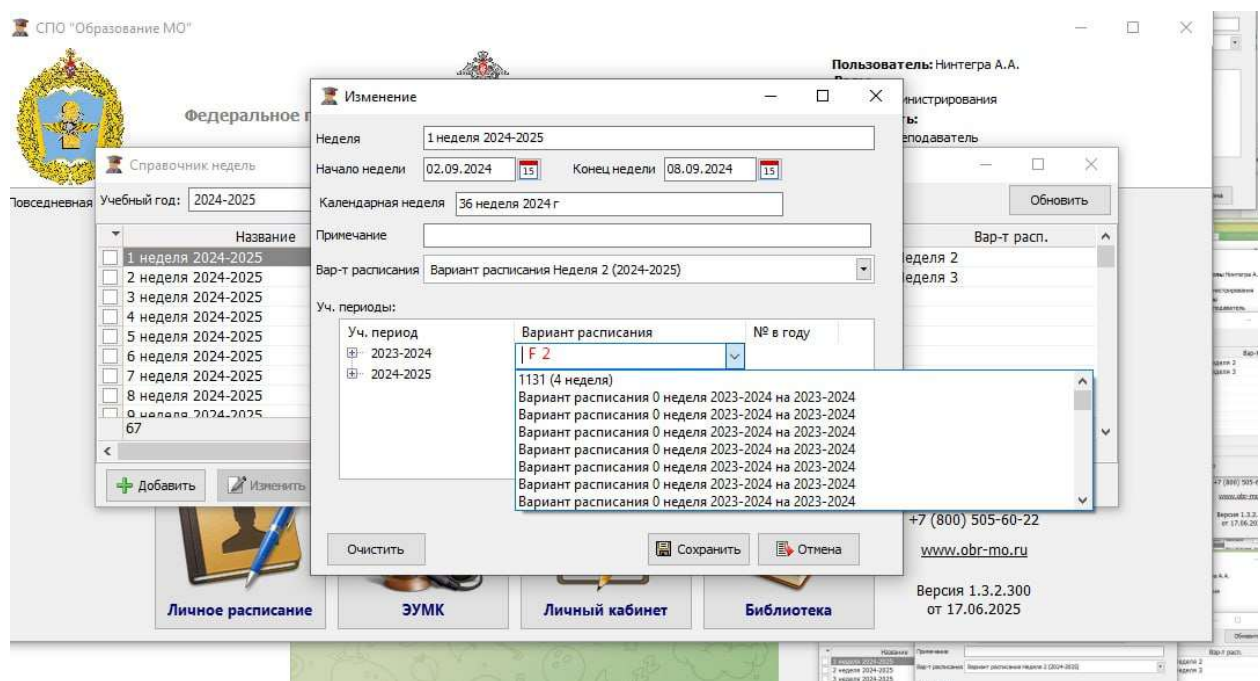 СПО "Образование МО"
Пользователь: Нинтегра А.А.
Федеральное
Повседневная
Справочник недель
Учебный год: 2024-2025
Обновить
Название
Вар-т расп.
1 неделя 2024-2025
2 неделя 2024-2025
3 неделя 2024-2025
4 неделя 2024-2025
5 неделя 2024-2025
6 неделя 2024-2025
7 неделя 2024-2025
8 неделя 2024-2025
9 неделя 2024-2025
67
Добавить
Изменить
Изменение
Неделя 1 неделя 2024-2025
Начало недели 02.09.2024 15 Конец недели 08.09.2024 15
Календарная неделя 36 неделя 2024 г
Примечание
Вар-т расписания Вариант расписания Неделя 2 (2024-2025)
Уч. периоды:
Уч. период Вариант расписания № в году
2023-2024 F 2
2024-2025
1131 (4 неделя)
Вариант расписания 0 неделя 2023-2024 на 2023-2024
Вариант расписания 0 неделя 2023-2024 на 2023-2024
Вариант расписания 0 неделя 2023-2024 на 2023-2024
Вариант расписания 0 неделя 2023-2024 на 2023-2024
Вариант расписания 0 неделя 2023-2024 на 2023-2024
Вариант расписания 0 неделя 2023-2024 на 2023-2024
Вариант расписания 0 неделя 2023-2024 на 2023-2024
Очистить
Сохранить
Отмена
Личное расписание
ЭУМК
Личный кабинет
Библиотека
+7 (800) 505-60-22
www.obr-mo.ru
Версия 1.3.2.300
от 17.06.2025